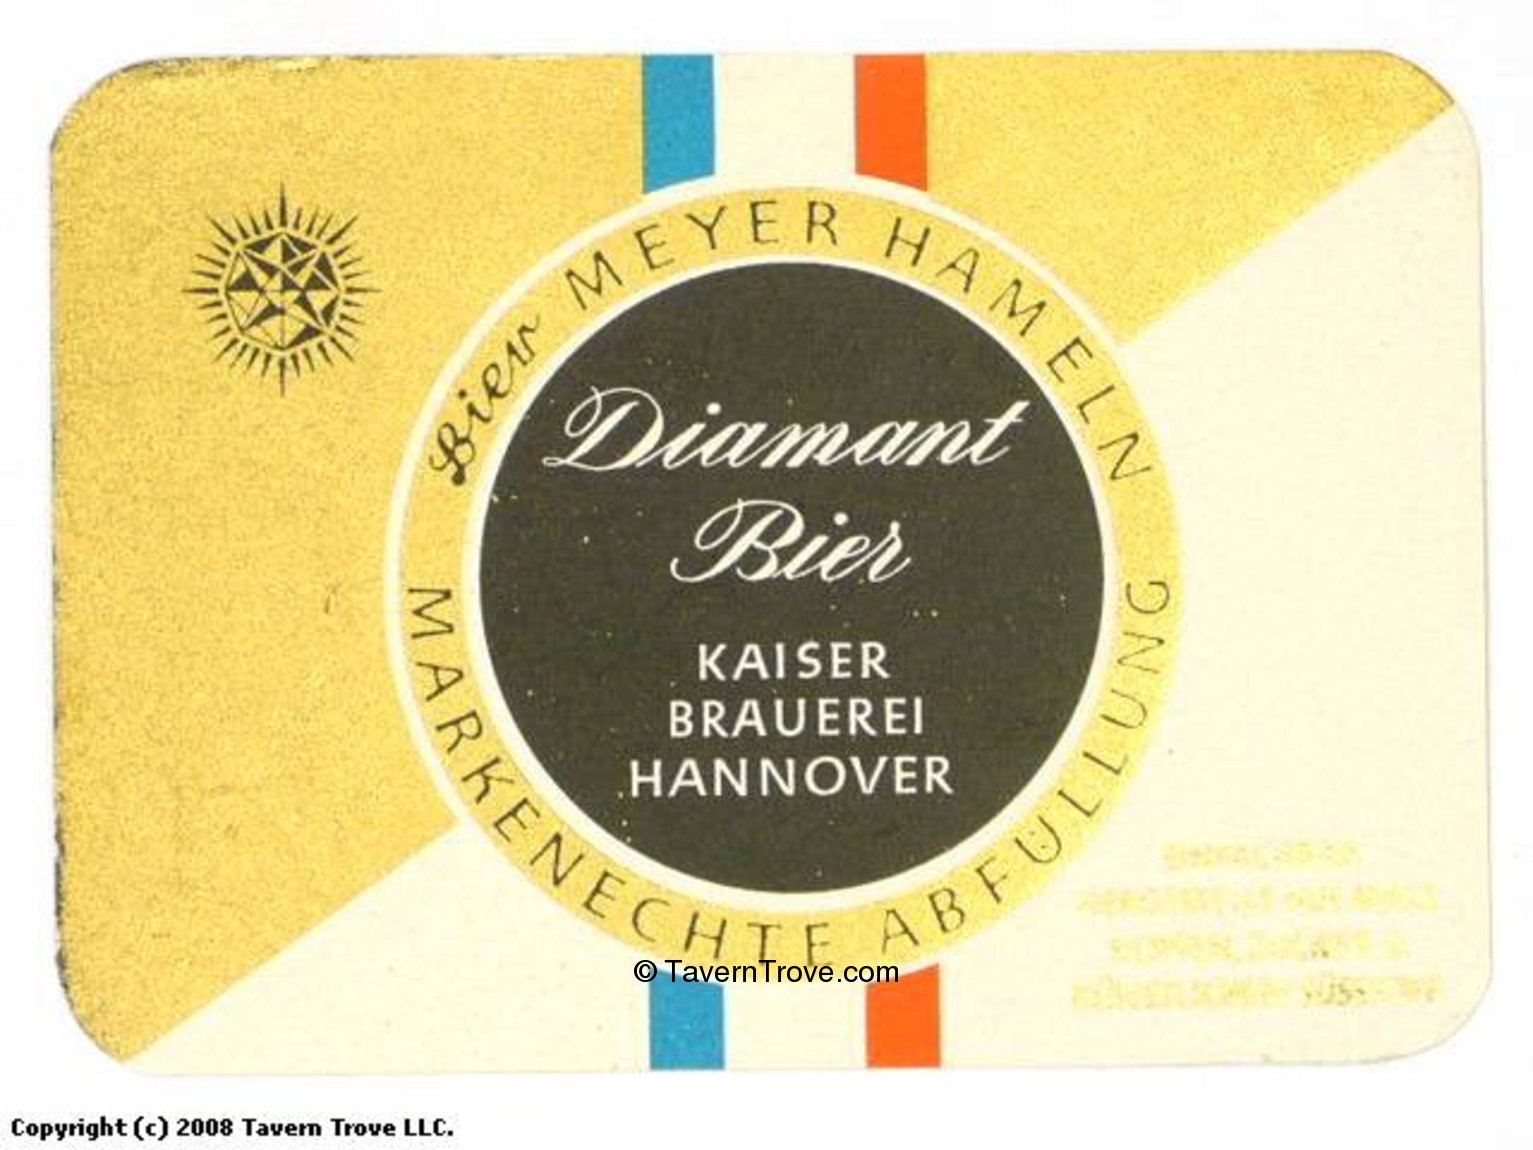 Bier MEYER HAMELN
Diamant
Bier
KAISER
BRAUEREI
HANNOVER
MARKENECHTE ABFÜLLUNG
© TavernTrove.com
Copyright (c) 2008 Tavern Trove LLC.